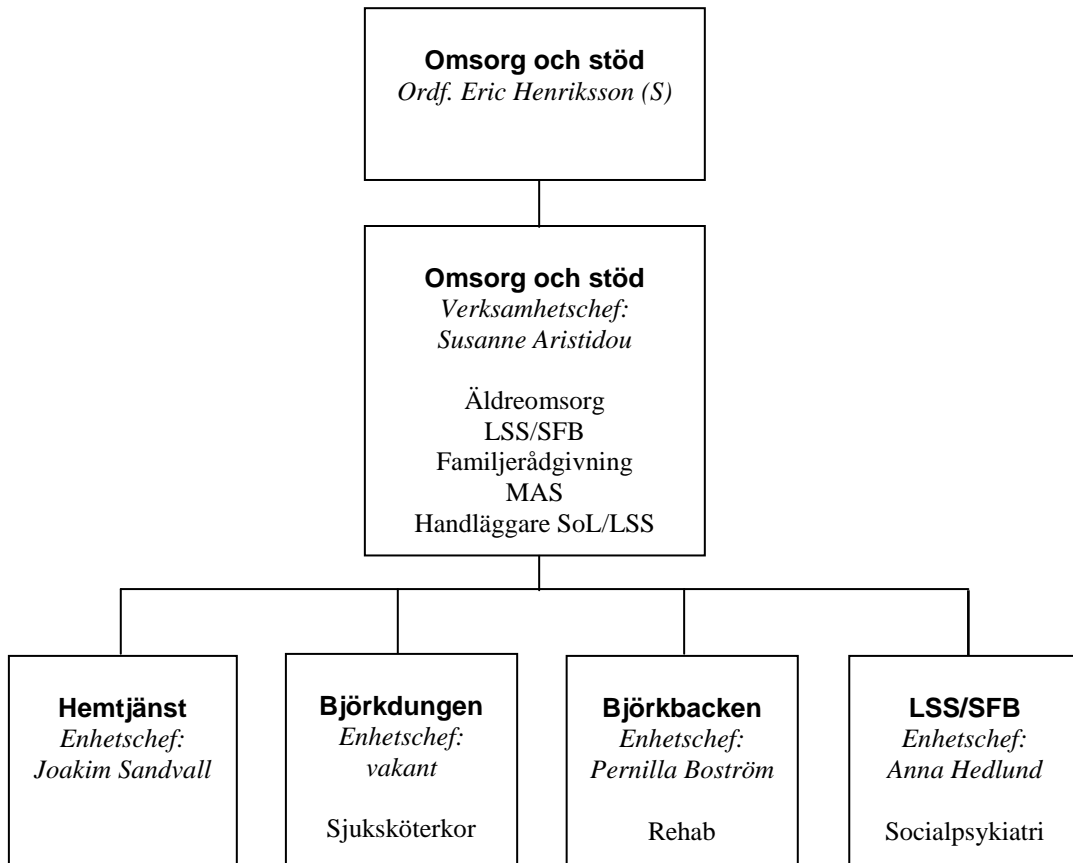 Omsorg och stöd
Ordf. Eric Henriksson (S)
Omsorg och stöd
Verksamhetschef:
Susanne Aristidou
Äldreomsorg
LSS/SFB
Familjerådgivning
MAS
Handläggare SoL/LSS
Hemtjänst
Enhetschef:
Joakim Sandvall
Björkdungen
Enhetschef:
vakant
Sjuksköterkor
Björkbacken
Enhetschef:
Pernilla Boström
Rehab
LSS/SFB
Enhetschef:
Anna Hedlund
Socialpsykiatri